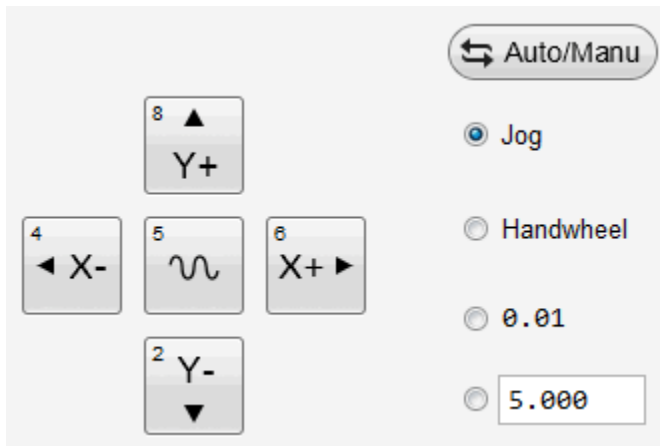 Auto/Manu
8
Y+
Jog
4
X-
5
6
X+
Handwheel
0.01
2
Y-
5.000